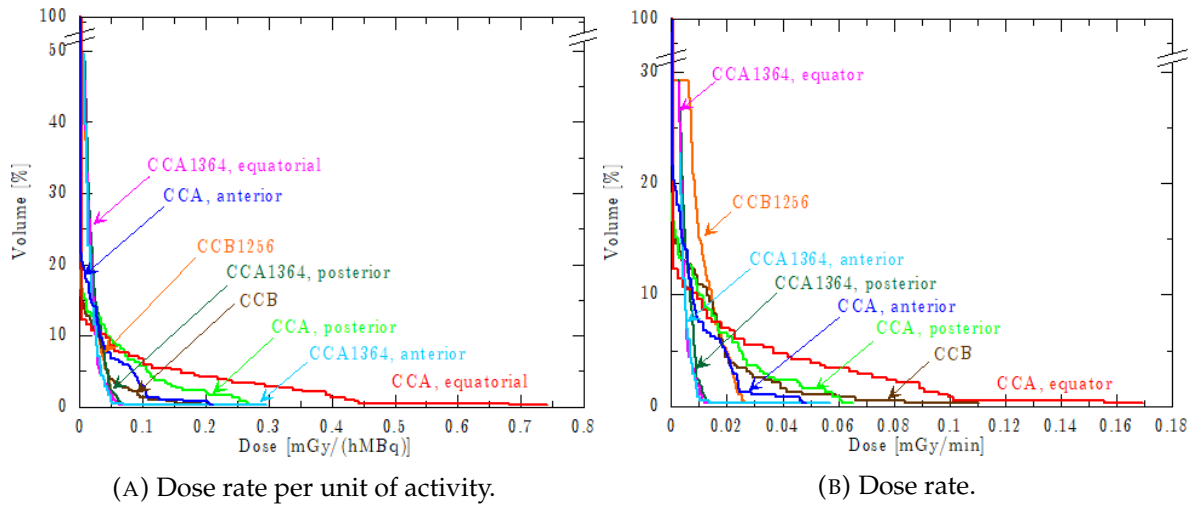 100
50
40
30
20
10
0
Volume [%]
CCA1364, equatorial
CCA, anterior
CCB1256
CCA1364, posterior
CCB
CCA, posterior
CCA1364, anterior
CCA, equatorial
0 0.1 0.2 0.3 0.4 0.5 0.6 0.7 0.8
Dose [mGy/(hMBq)]
(A) Dose rate per unit of activity.
100
30
20
10
0
Volume [%]
CCA1364, equator
CCB1256
CCA1364, anterior
CCA1364, posterior
CCA, anterior
CCA, posterior
CCB
CCA, equator
0 0.02 0.04 0.06 0.08 0.1 0.12 0.14 0.16 0.18
Dose [mGy/min]
(B) Dose rate.